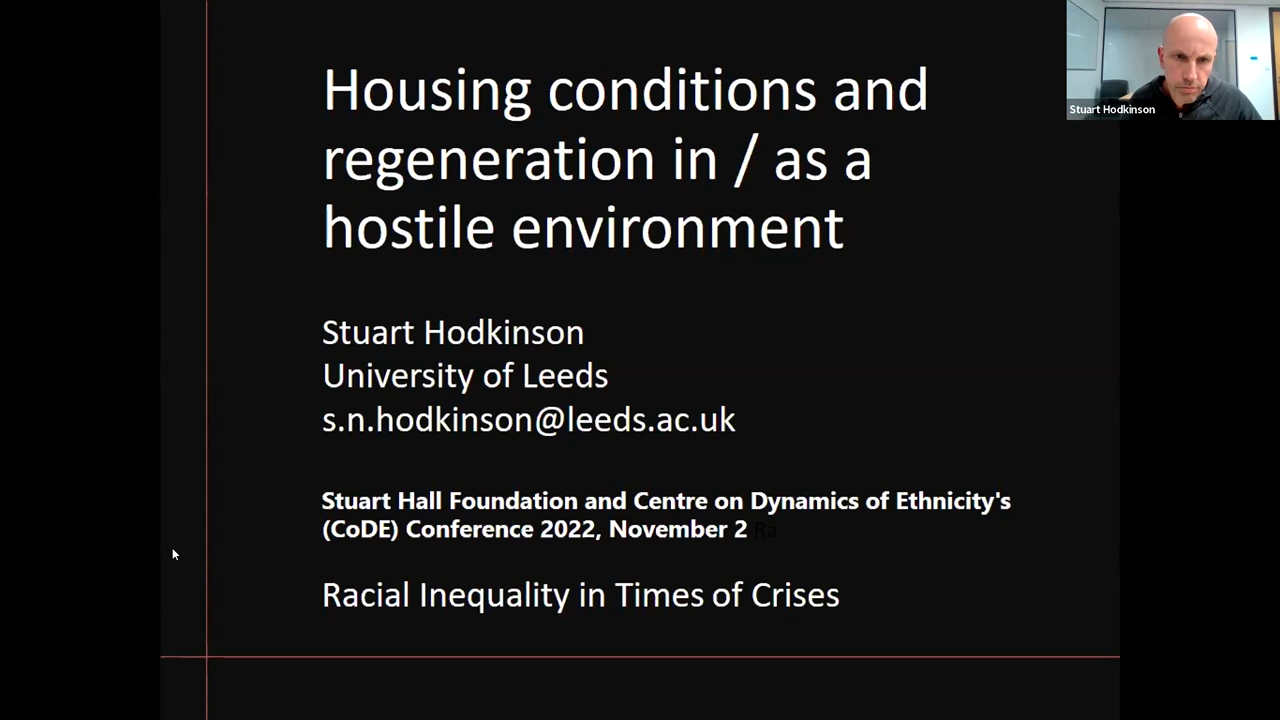 Housing conditions and
regeneration in / as a
hostile environment
Stuart Hodkinson
University of Leeds
s.n.hodkinson@leeds.ac.uk
Stuart Hall Foundation and Centre on Dynamics of Ethnicity's
(CoDE) Conference 2022, November 2 Ra
Racial Inequality in Times of Crises
Stuart Hodkinson